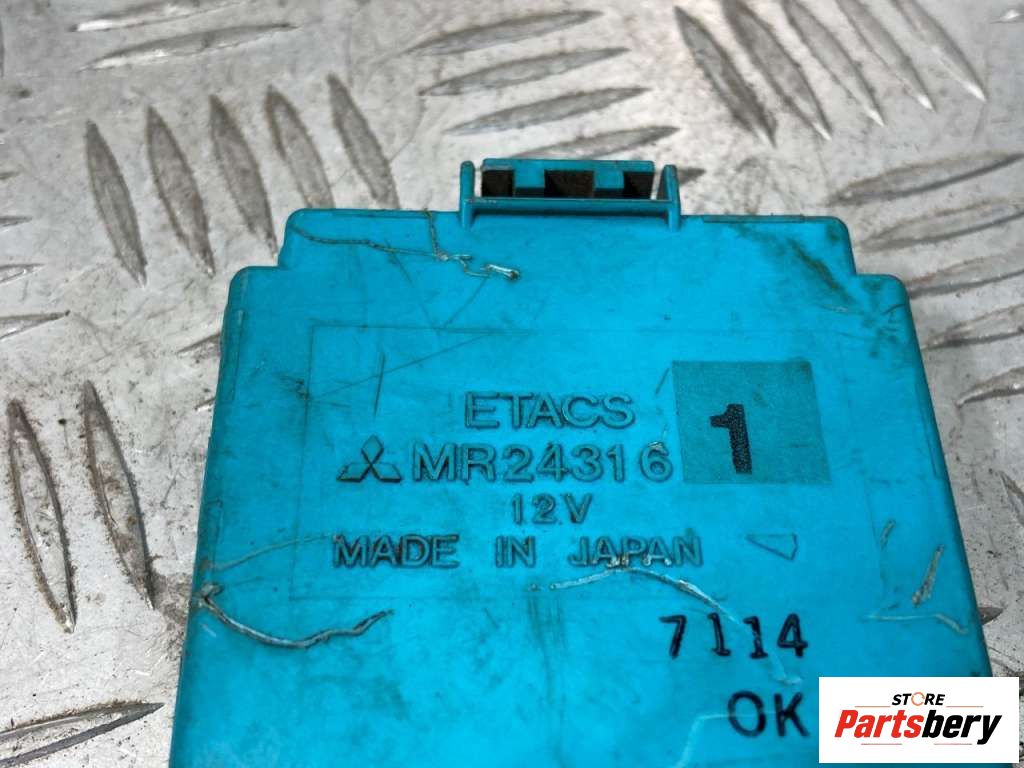 ETACS
MR24316 1
12V
MADE IN JAPAN
7114
OK
STORE
Partsbery